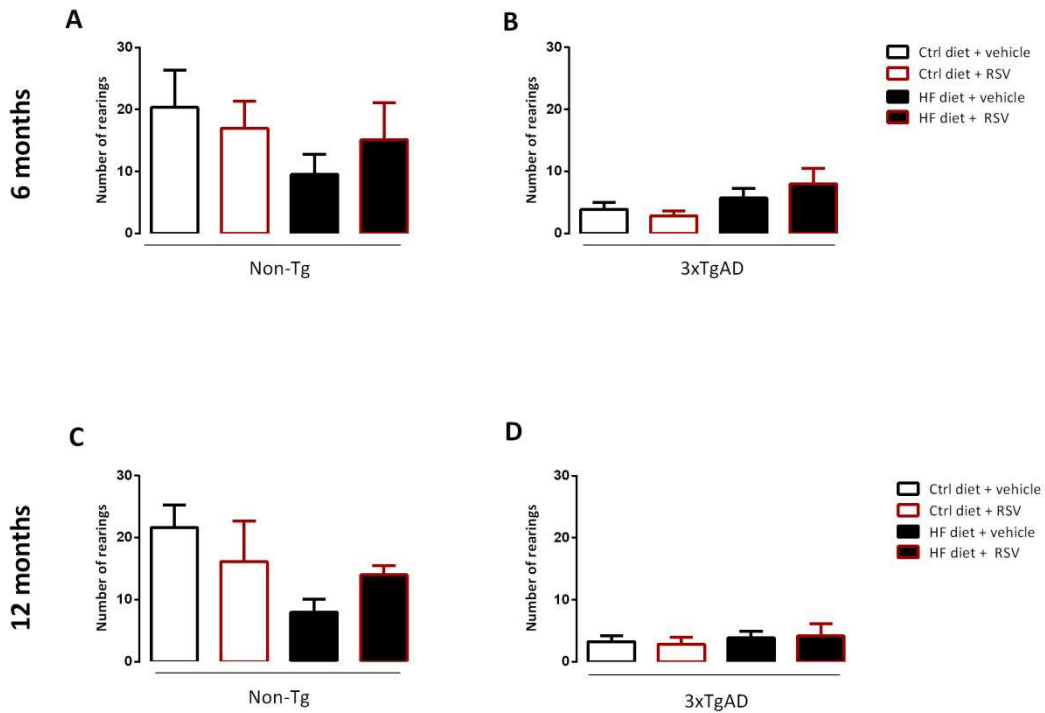 A
B
6 months
Number of rearings
30
20
10
0
Non-Tg
Number of rearings
30
20
10
0
3xTgAD
Ctrl diet + vehicle
Ctrl diet + RSV
HF diet + vehicle
HF diet + RSV
C
D
12 months
Number of rearings
30
20
10
0
Non-Tg
Number of rearings
30
20
10
0
3xTgAD
Ctrl diet + vehicle
Ctrl diet + RSV
HF diet + vehicle
HF diet + RSV